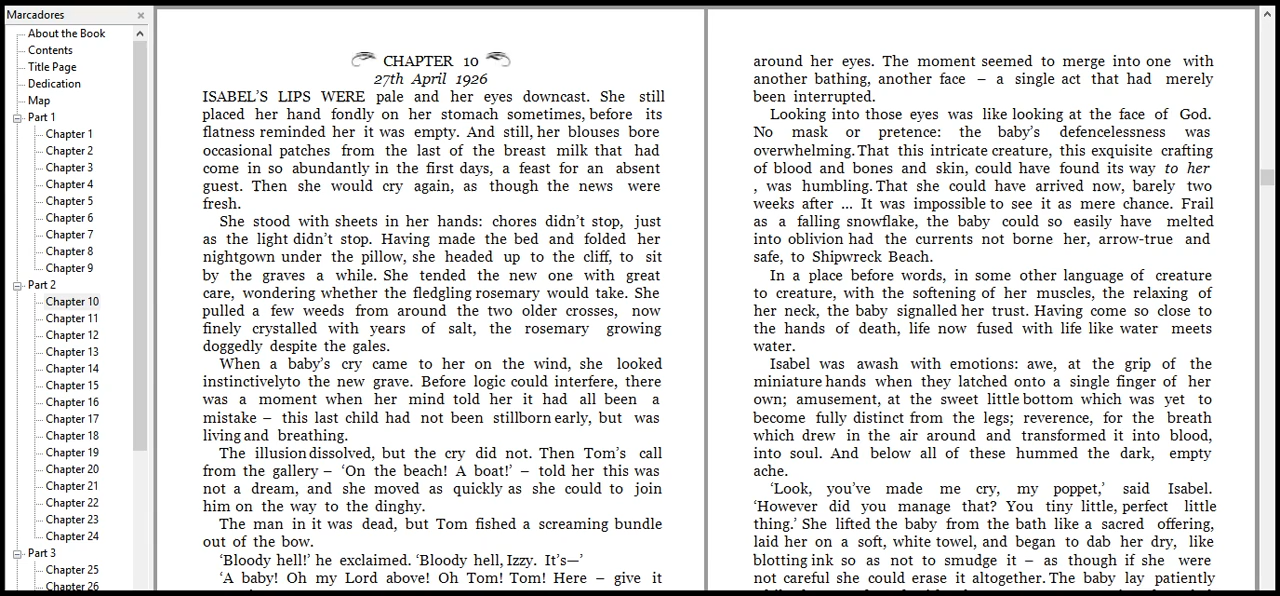 Marcadores
About the Book
Contents
Title Page
Dedication
Map
Part 1
Chapter 1
Chapter 2
Chapter 3
Chapter 4
Chapter 5
Chapter 6
Chapter 7
Chapter 8
Chapter 9
Part 2
Chapter 10
Chapter 11
Chapter 12
Chapter 13
Chapter 14
Chapter 15
Chapter 16
Chapter 17
Chapter 18
Chapter 19
Chapter 20
Chapter 21
Chapter 22
Chapter 23
Chapter 24
Part 3
Chapter 25
Chapter 26
CHAPTER 10
27th April 1926
ISABEL’S LIPS WERE pale and her eyes downcast. She still
placed her hand fondly on her stomach sometimes, before its
flatness reminded her it was empty. And still, her blouses bore
occasional patches from the last of the breast milk that had
come in so abundantly in the first days, a feast for an absent
guest. Then she would cry again, as though the news were
fresh.
She stood with sheets in her hands: chores didn’t stop, just
as the light didn’t stop. Having made the bed and folded her
nightgown under the pillow, she headed up to the cliff, to sit
by the graves a while. She tended the new one with great
care, wondering whether the fledgling rosemary would take. She
pulled a few weeds from around the two older crosses, now
finely crystalled with years of salt, the rosemary growing
doggedly despite the gales.
When a baby’s cry came to her on the wind, she looked
instinctivelyto the new grave. Before logic could interfere, there
was a moment when her mind told her it had all been a
mistake – this last child had not been stillborn early, but was
living and breathing.
The illusion dissolved, but the cry did not. Then Tom’s call
from the gallery – ‘On the beach! A boat!’ – told her this was
not a dream, and she moved as quickly as she could to join
him on the way to the dinghy.
The man in it was dead, but Tom fished a screaming bundle
out of the bow.
‘Bloody hell!’ he exclaimed. ‘Bloody hell, Izzy. It’s—’
‘A baby! Oh my Lord above! Oh Tom! Tom! Here – give it
around her eyes. The moment seemed to merge into one with
another bathing, another face – a single act that had merely
been interrupted.
Looking into those eyes was like looking at the face of God.
No mask or pretence: the baby’s defencelessness was
overwhelming. That this intricate creature, this exquisite crafting
of blood and bones and skin, could have found its way to her
, was humbling. That she could have arrived now, barely two
weeks after ... It was impossible to see it as mere chance. Frail
as a falling snowflake, the baby could so easily have melted
into oblivion had the currents not borne her, arrow-true and
safe, to Shipwreck Beach.
In a place before words, in some other language of creature
to creature, with the softening of her muscles, the relaxing of
her neck, the baby signalled her trust. Having come so close to
the hands of death, life now fused with life like water meets
water.
Isabel was awash with emotions: awe, at the grip of the
miniature hands when they latched onto a single finger of her
own; amusement, at the sweet little bottom which was yet to
become fully distinct from the legs; reverence, for the breath
which drew in the air around and transformed it into blood,
into soul. And below all of these hummed the dark, empty
ache.
‘Look, you’ve made me cry, my poppet,’ said Isabel.
‘However did you manage that? You tiny little, perfect little
thing.’ She lifted the baby from the bath like a sacred offering,
laid her on a soft, white towel, and began to dab her dry, like
blotting ink so as not to smudge it – as though if she were
not careful she could erase it altogether. The baby lay patiently